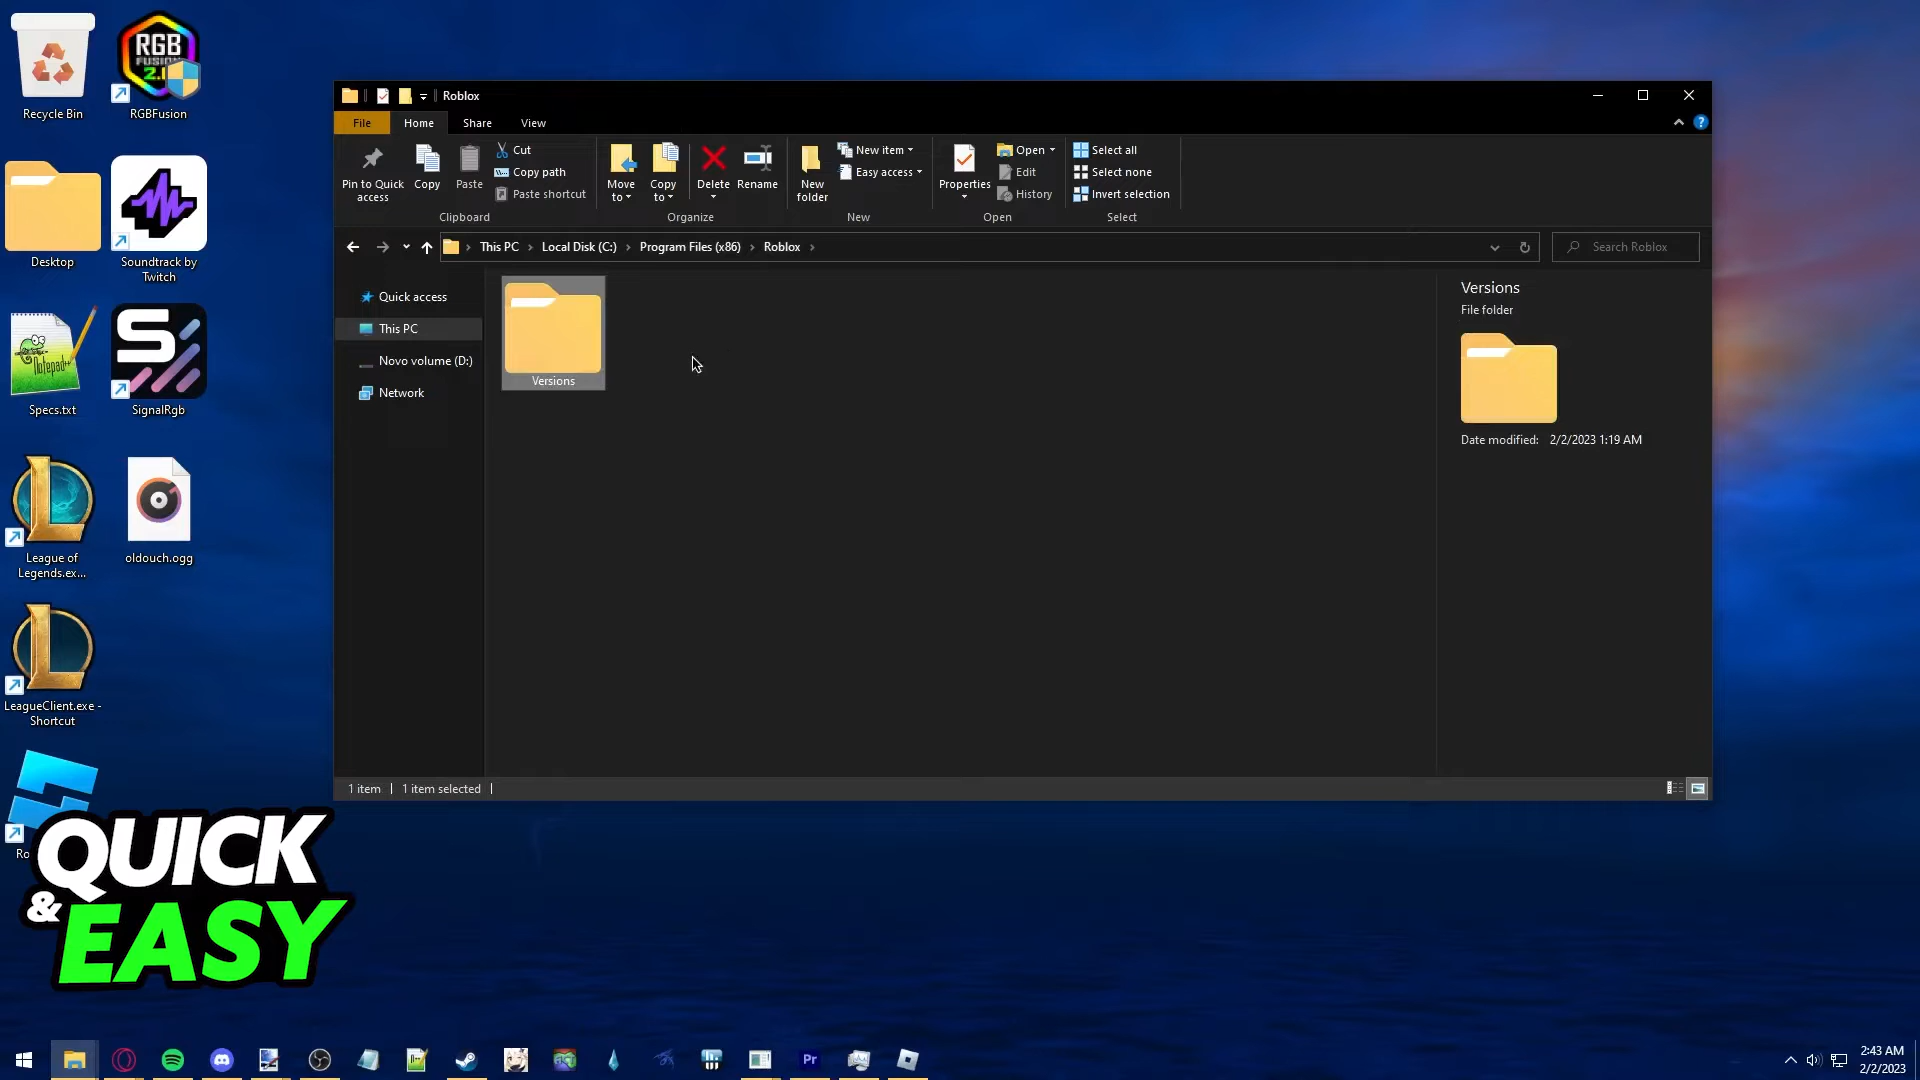 Recycle Bin
RGB
FUSION
2.0
RGBFusion
Desktop
Soundtrack by
Twitch
Notepad++
Specs.txt
SignalRgb
League of
Legends.ex...
oldouch.ogg
LeagueClient.exe -
Shortcut
Ro
QUICK
&
EASY
Roblox
File
Home
Share
View
Pin to Quick
access
Copy
Paste
Cut
Copy path
Paste shortcut
Clipboard
Move
to
Copy
to
Delete
Rename
Organize
New
folder
New item
Easy access
New
Properties
Open
Edit
History
Open
Select all
Select none
Invert selection
Select
This PC
Local Disk (C:)
Program Files (x86)
Roblox
Search Roblox
Quick access
This PC
Novo volume (D:)
Network
Versions
Versions
File folder
Date modified: 2/2/2023 1:19 AM
1 item
1 item selected
Pr
2:43 AM
2/2/2023